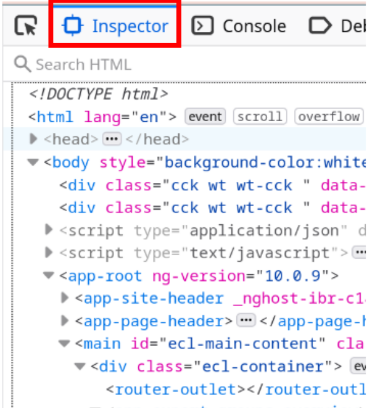 Inspector Console
Search HTML
<!DOCTYPE html>
<html lang="en"> event scroll overflow
<head> ... </head>
<body style="background-color:white
<div class="cck wt wt-cck " data-
<div class="cck wt wt-cck " data-
<script type="application/json" d
<script type="text/javascript"> ...
<app-root ng-version="10.0.9">
<app-site-header _nghost-ibr-c1
<app-page-header> ... </app-page-h
<main id="ecl-main-content" cla
<div class="ecl-container"> ev
<router-outlet></router-outl